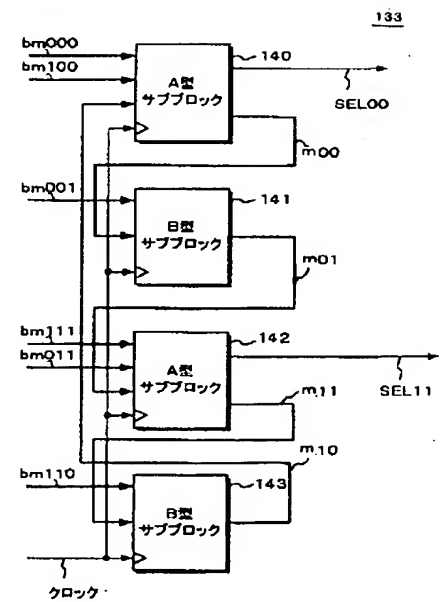 133
bm000
bm100
A型
サブブロック
140
SEL00
m00
bm001
B型
サブブロック
141
m01
bm111
bm011
A型
サブブロック
142
SEL11
m11
m10
bm110
B型
サブブロック
143
クロック